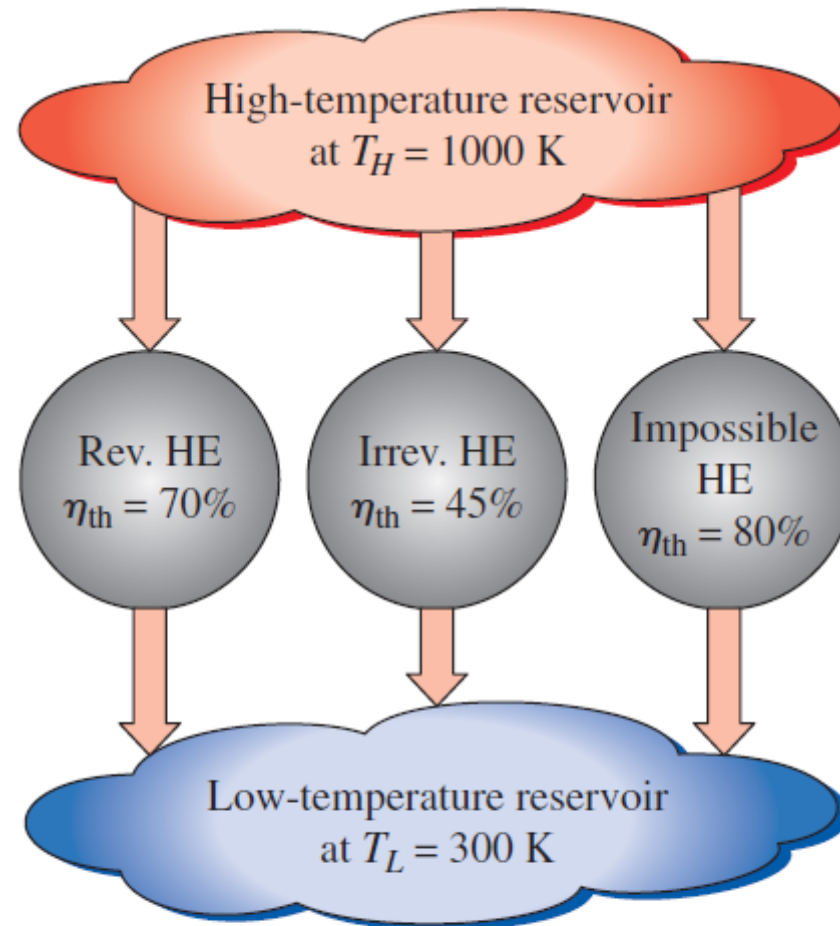 High-temperature reservoir
at T_H = 1000 K
Rev. HE
η_th = 70%
Irrev. HE
η_th = 45%
Impossible
HE
η_th = 80%
Low-temperature reservoir
at T_L = 300 K